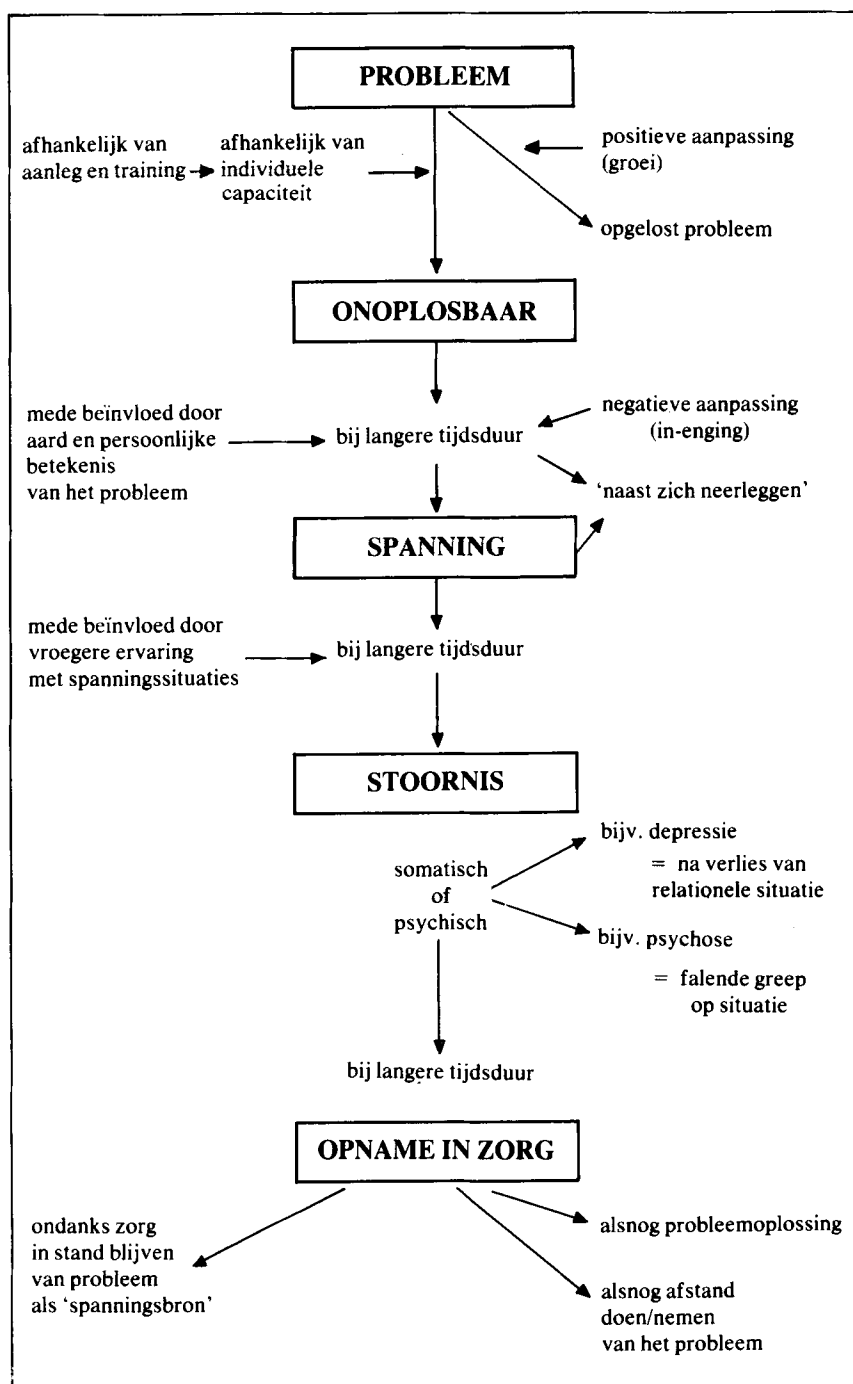 PROBLEEM
afhankelijk van
aanleg en training
afhankelijk van
individuele
capaciteit
positieve aanpassing
(groei)
opgelost probleem
ONOPLOSBAAR
mede beïnvloed door
aard en persoonlijke
betekenis
van het probleem
bij langere tijdsduur
negatieve aanpassing
(in-enging)
‘naast zich neerleggen’
SPANNING
mede beïnvloed door
vroegere ervaring
met spanningssituaties
bij langere tijdsduur
STOORNIS
somatisch
of
psychisch
bijv. depressie
= na verlies van
relationele situatie
bijv. psychose
= falende greep
op situatie
bij langere tijdsduur
OPNAME IN ZORG
ondanks zorg
in stand blijven
van probleem
als ‘spanningsbron’
alsnog probleemoplossing
alsnog afstand
doen/nemen
van het probleem